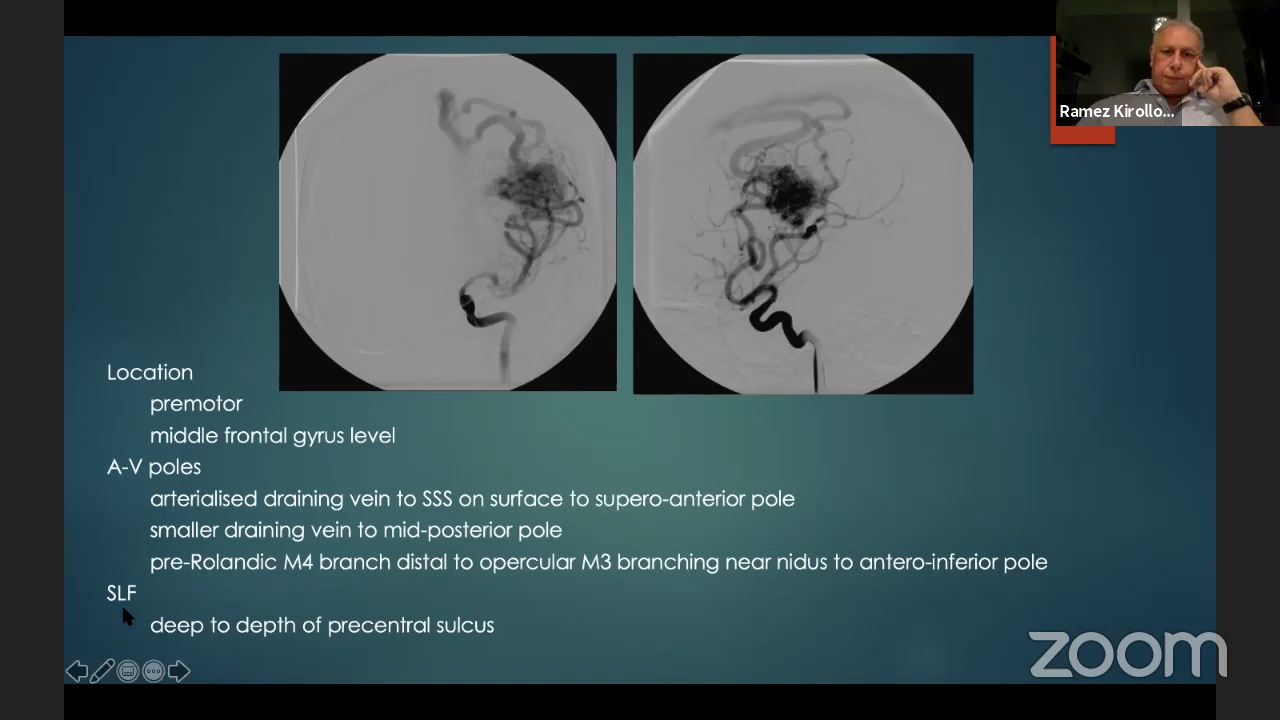 Ramez Kirollo...
Location
premotor
middle frontal gyrus level
A-V poles
arterialised draining vein to SSS on surface to supero-anterior pole
smaller draining vein to mid-posterior pole
pre-Rolandic M4 branch distal to opercular M3 branching near nidus to antero-inferior pole
SLF
deep to depth of precentral sulcus
zoom